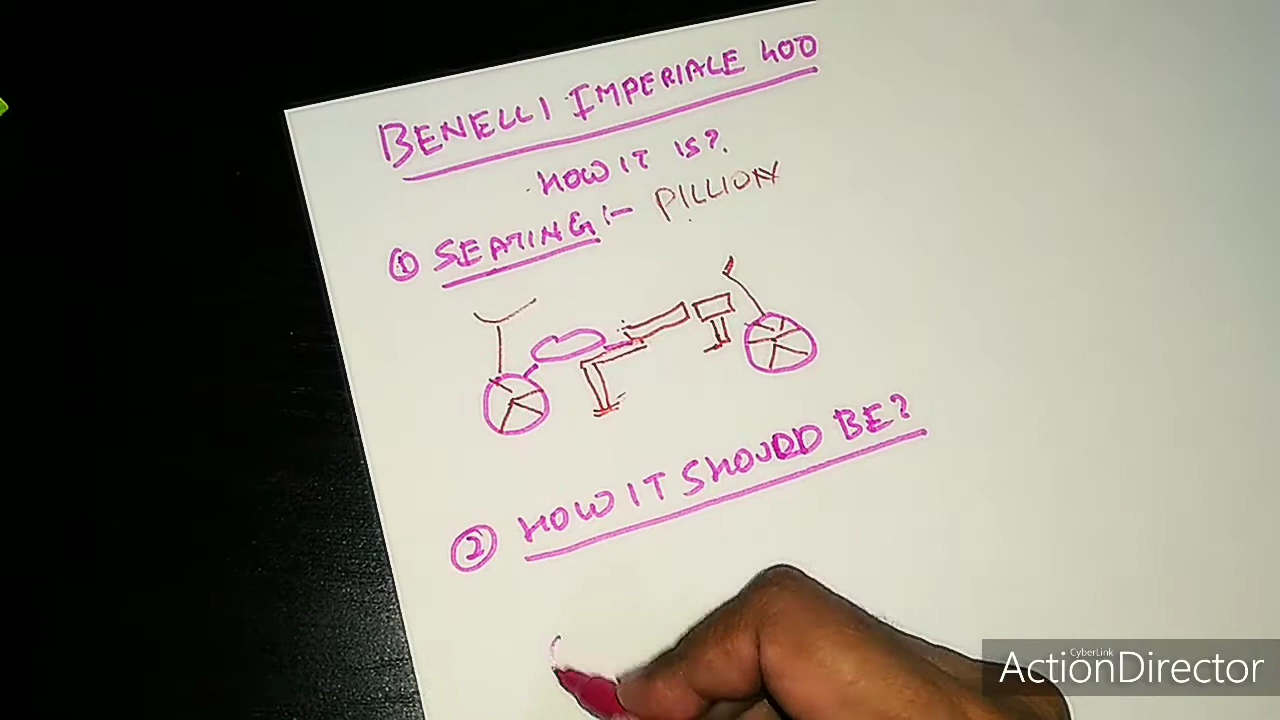 BENELLI IMPERIALE 400
HOW IT IS?
① SEATING :- PILLION
② HOW IT SHOULD BE?
CyberLink
ActionDirector